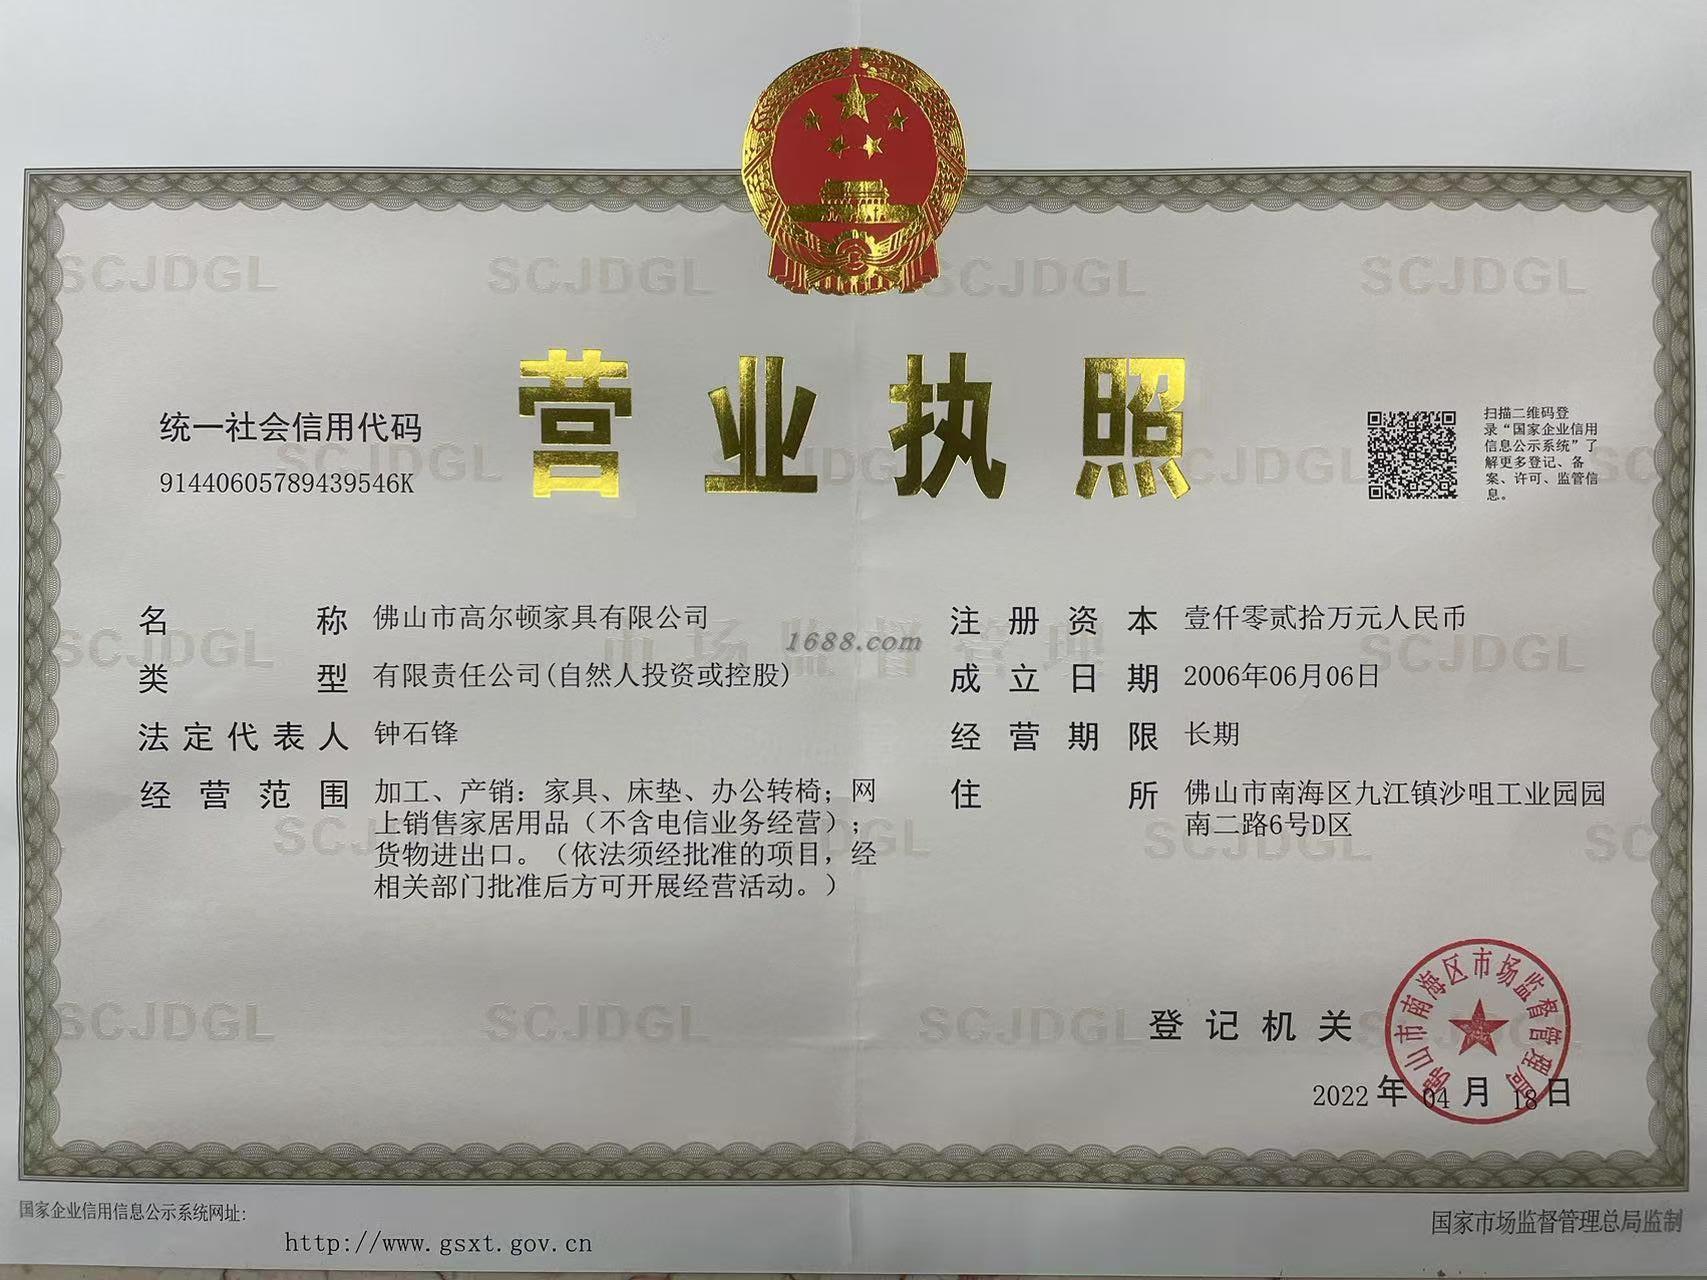 营业执照
统一社会信用代码
91440605789439546K
扫描二维码登
录“国家企业信用
信息公示系统”了
解更多登记、备
案、许可、监管信
息。
名称 佛山市高尔顿家具有限公司
类型 有限责任公司(自然人投资或控股)
法定代表人 钟石锋
经营范围 加工、产销：家具、床垫、办公转椅；网
上销售家居用品（不含电信业务经营）；
货物进出口。（依法须经批准的项目，经
相关部门批准后方可开展经营活动。）
注册资本 壹仟零贰拾万元人民币
成立日期 2006年06月06日
经营期限 长期
住所 佛山市南海区九江镇沙咀工业园园
南二路6号D区
1688.com
市场监督管理
SCJDGL
SCJDGL
SCJDGL
SCJDGL
登记机关
佛山市南海区市场监督管理局
2022年04月18日
国家企业信用信息公示系统网址：
http://www.gsxt.gov.cn
国家市场监督管理总局监制